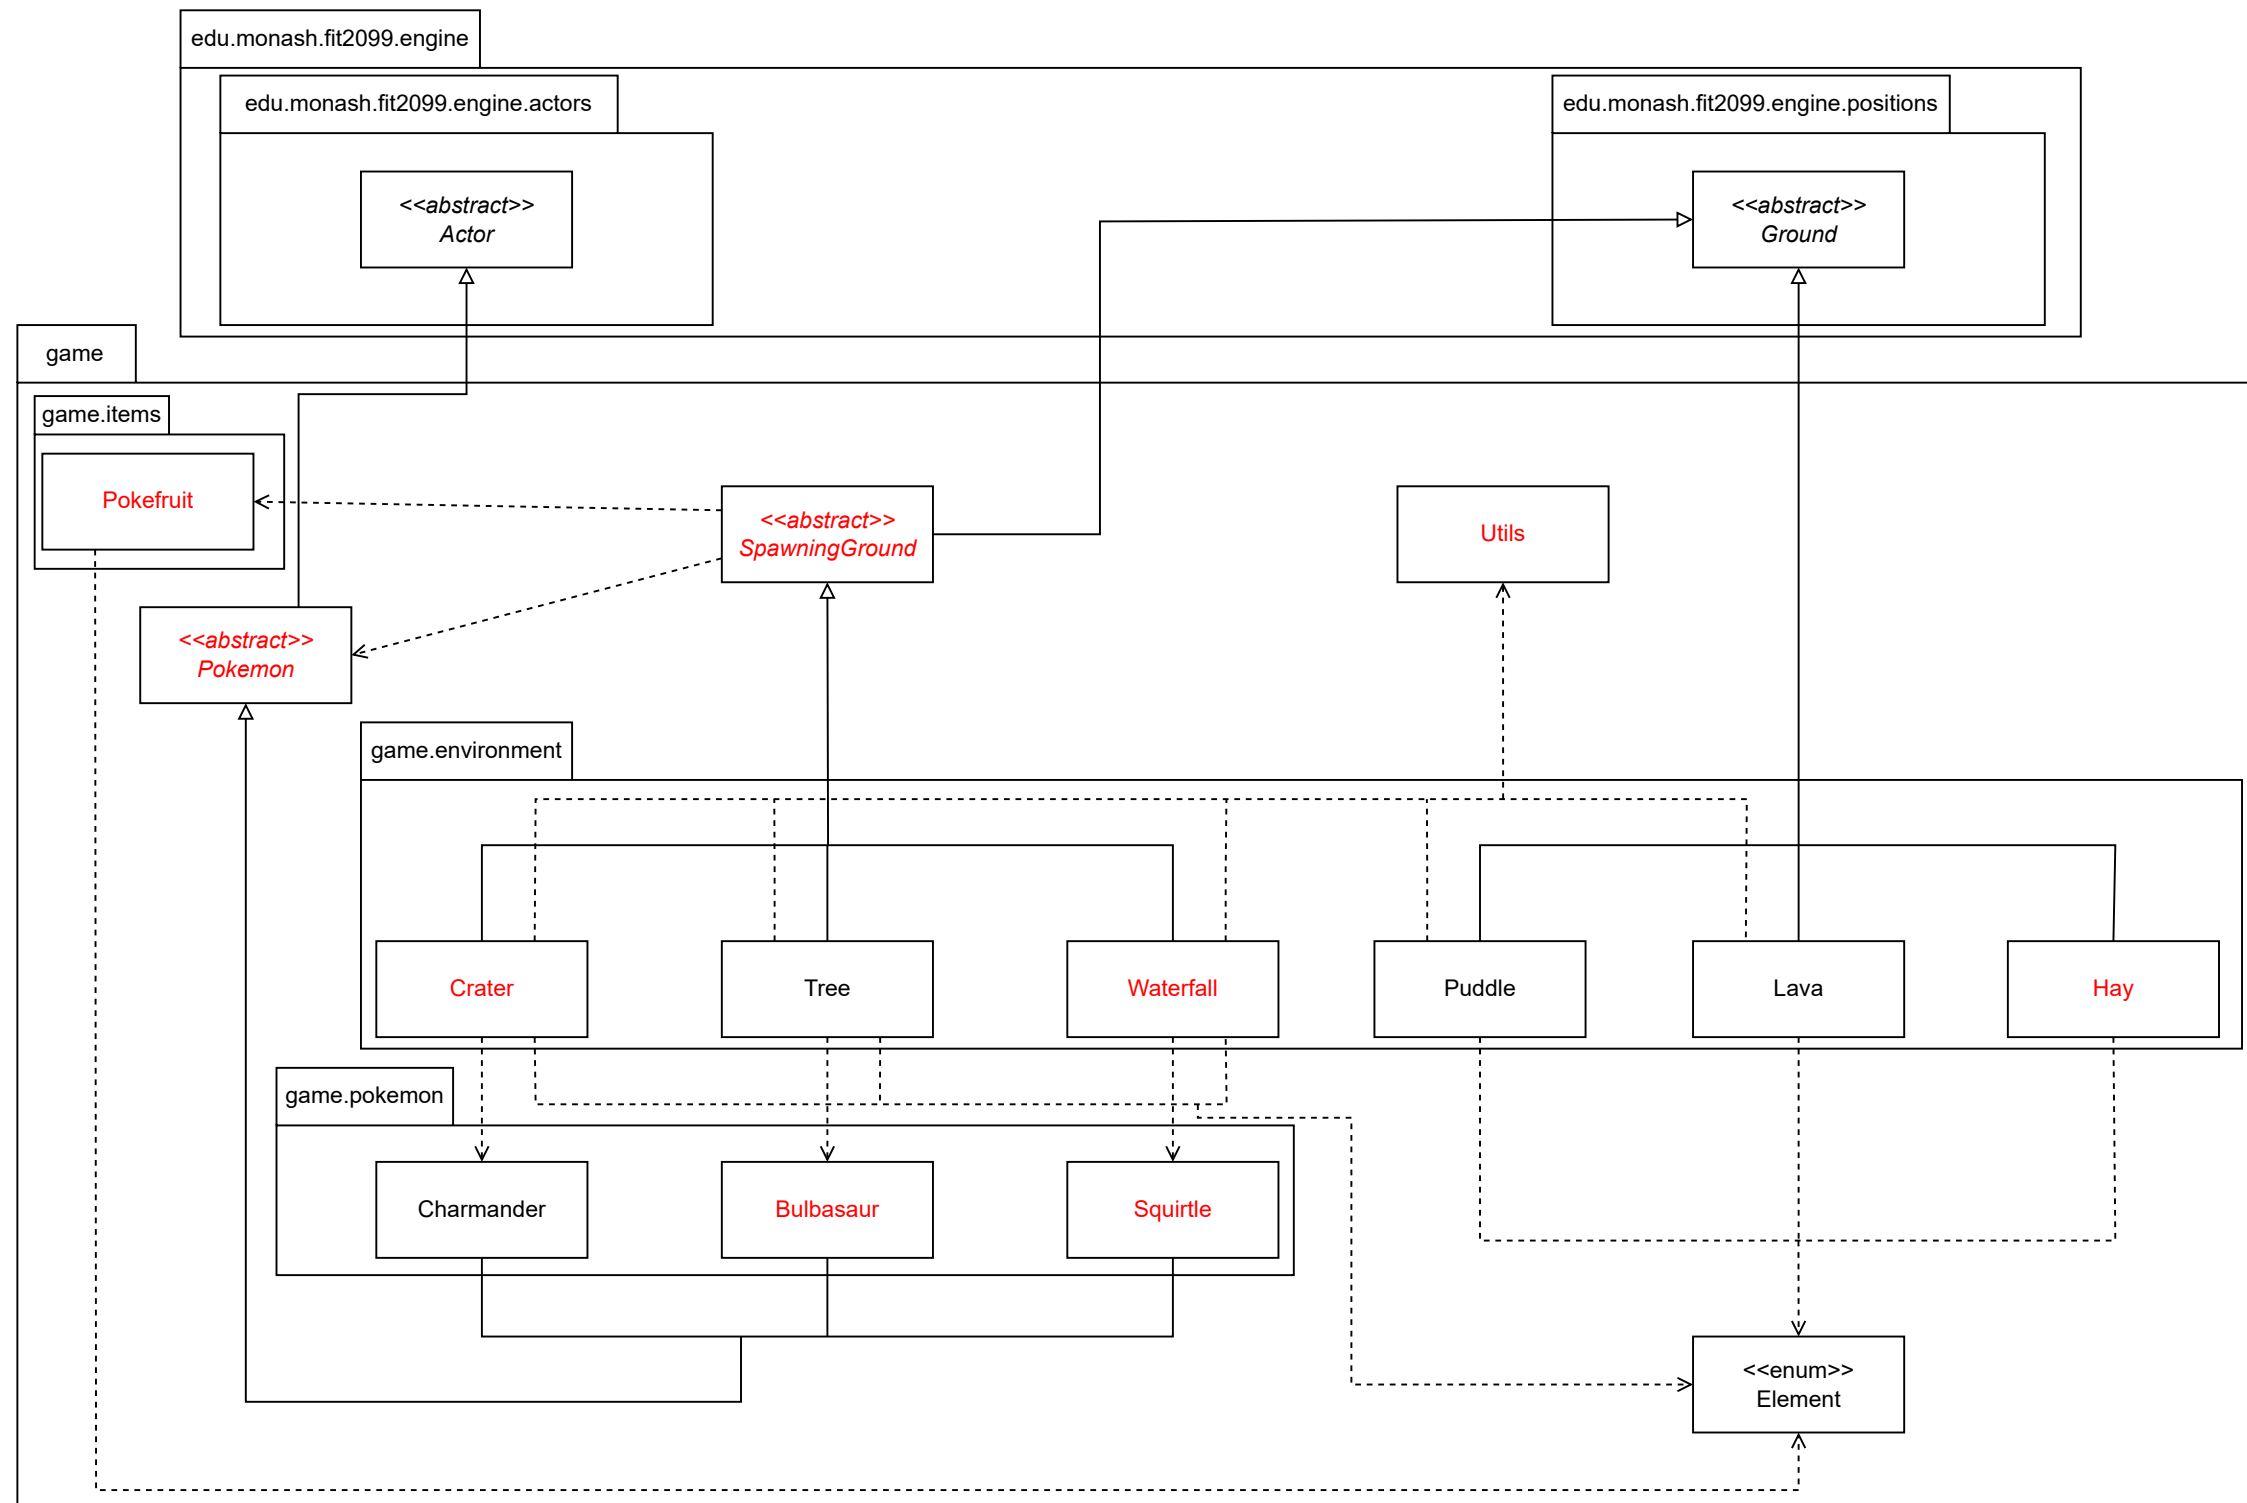 edu.monash.fit2099.engine
edu.monash.fit2099.engine.actors
edu.monash.fit2099.engine.positions
<<abstract>>
Actor
<<abstract>>
Ground
game
game.items
Pokefruit
<<abstract>>
SpawningGround
Utils
<<abstract>>
Pokemon
game.environment
Crater
Tree
Waterfall
Puddle
Lava
Hay
game.pokemon
Charmander
Bulbasaur
Squirtle
<<enum>>
Element